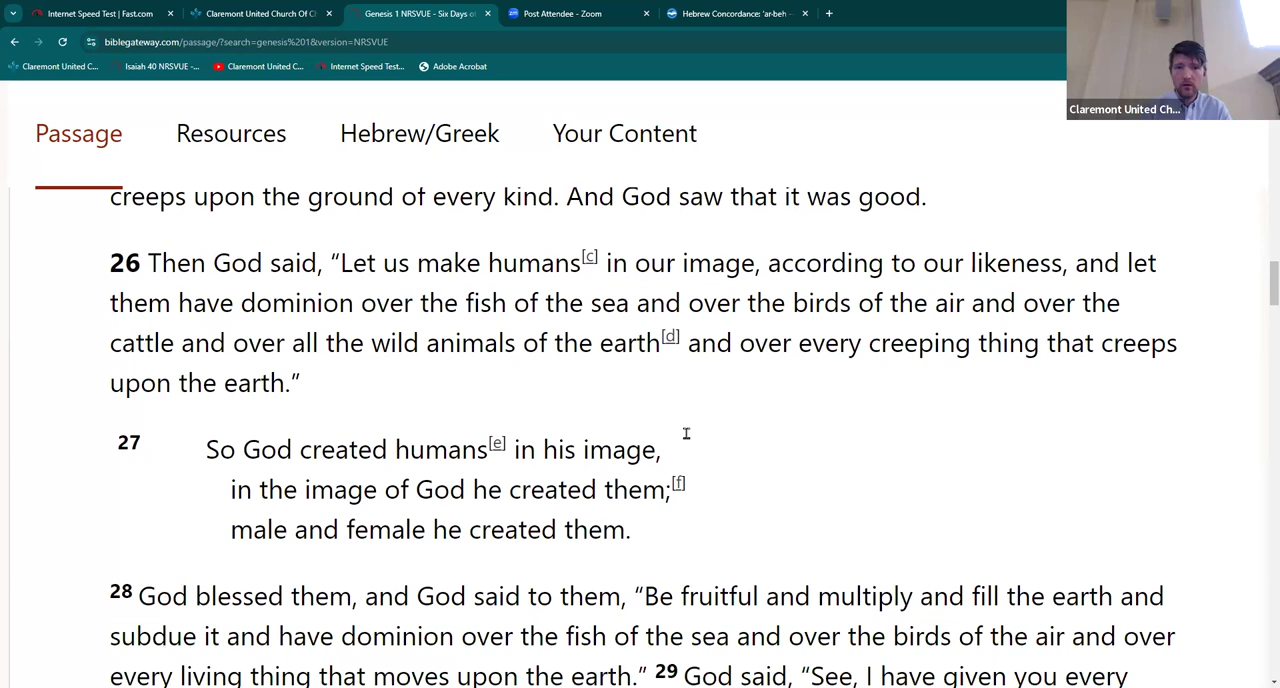 Internet Speed Test | Fast.com
Claremont United Church Of C
Genesis 1 NRSVUE - Six Days o
Post Attendee - Zoom
Hebrew Concordance: 'ar·beh -
biblegateway.com/passage/?search=genesis%201&version=NRSVUE
Claremont United C...
Isaiah 40 NRSVUE -...
Claremont United C...
Internet Speed Test...
Adobe Acrobat
Claremont United Ch...
Passage
Resources
Hebrew/Greek
Your Content
creeps upon the ground of every kind. And God saw that it was good.
26 Then God said, “Let us make humans[c] in our image, according to our likeness, and let
them have dominion over the fish of the sea and over the birds of the air and over the
cattle and over all the wild animals of the earth[d] and over every creeping thing that creeps
upon the earth.”
27 So God created humans[e] in his image,
in the image of God he created them;[f]
male and female he created them.
28 God blessed them, and God said to them, “Be fruitful and multiply and fill the earth and
subdue it and have dominion over the fish of the sea and over the birds of the air and over
every living thing that moves upon the earth.” 29 God said, “See, I have given you every